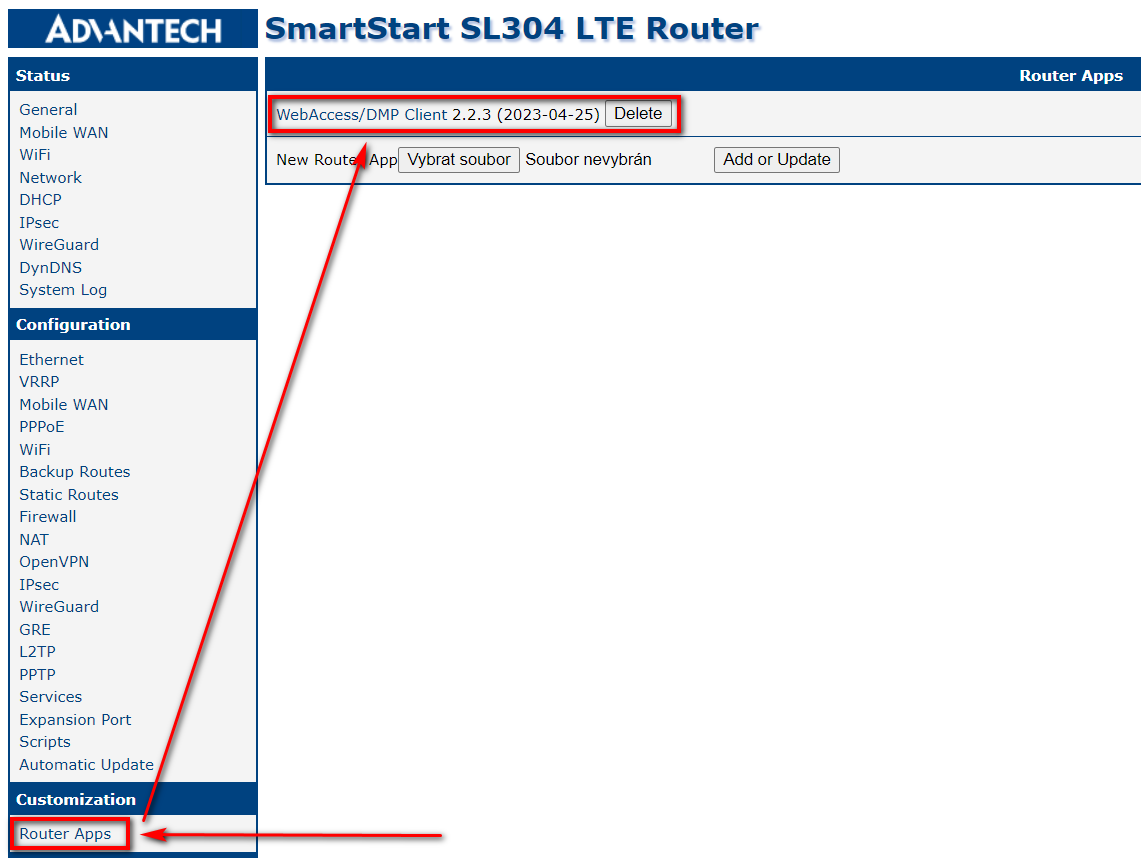 ADVANTECH
SmartStart SL304 LTE Router
Status
General
Mobile WAN
WiFi
Network
DHCP
IPsec
WireGuard
DynDNS
System Log
Configuration
Ethernet
VRRP
Mobile WAN
PPPoE
WiFi
Backup Routes
Static Routes
Firewall
NAT
OpenVPN
IPsec
WireGuard
GRE
L2TP
PPTP
Services
Expansion Port
Scripts
Automatic Update
Customization
Router Apps
Router Apps
WebAccess/DMP Client 2.2.3 (2023-04-25) Delete
New Router App Vybrat soubor Soubor nevybrán Add or Update